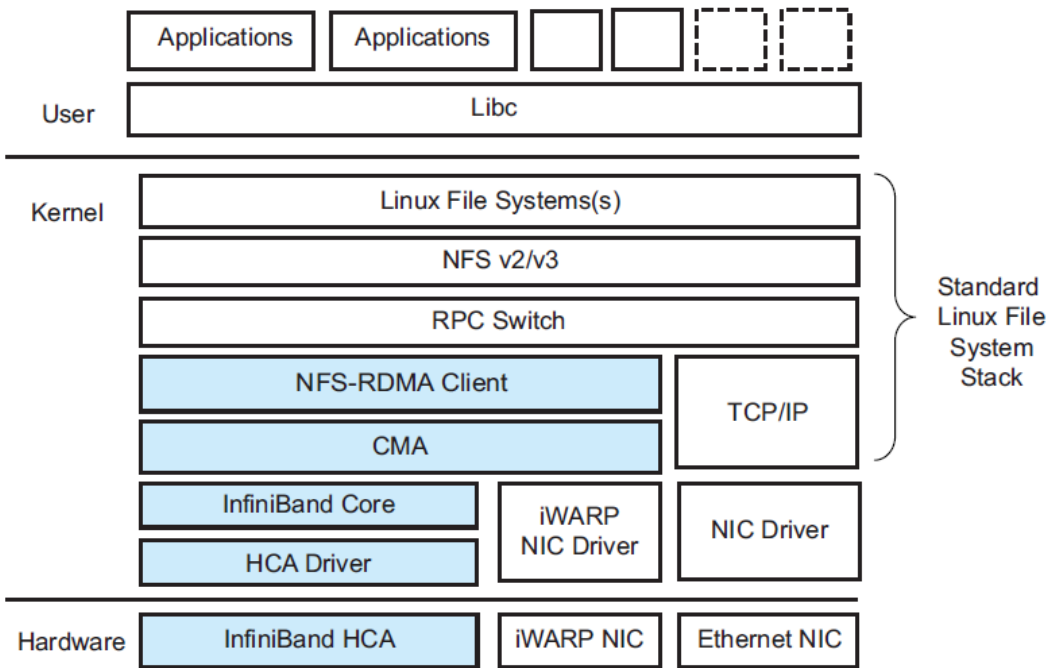 Applications
Applications
User
Libc
Kernel
Linux File Systems(s)
NFS v2/v3
RPC Switch
Standard
Linux File
System
Stack
NFS-RDMA Client
TCP/IP
CMA
InfiniBand Core
iWARP
NIC Driver
NIC Driver
HCA Driver
Hardware
InfiniBand HCA
iWARP NIC
Ethernet NIC